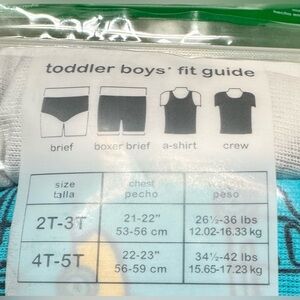 toddler boys' fit guide
brief boxer brief a-shirt crew
size chest
talla pecho peso
2T-3T 21-22" 26½-36 lbs
53-56 cm 12.02-16.33 kg
4T-5T 22-23" 34½-42 lbs
56-59 cm 15.65-17.23 kg